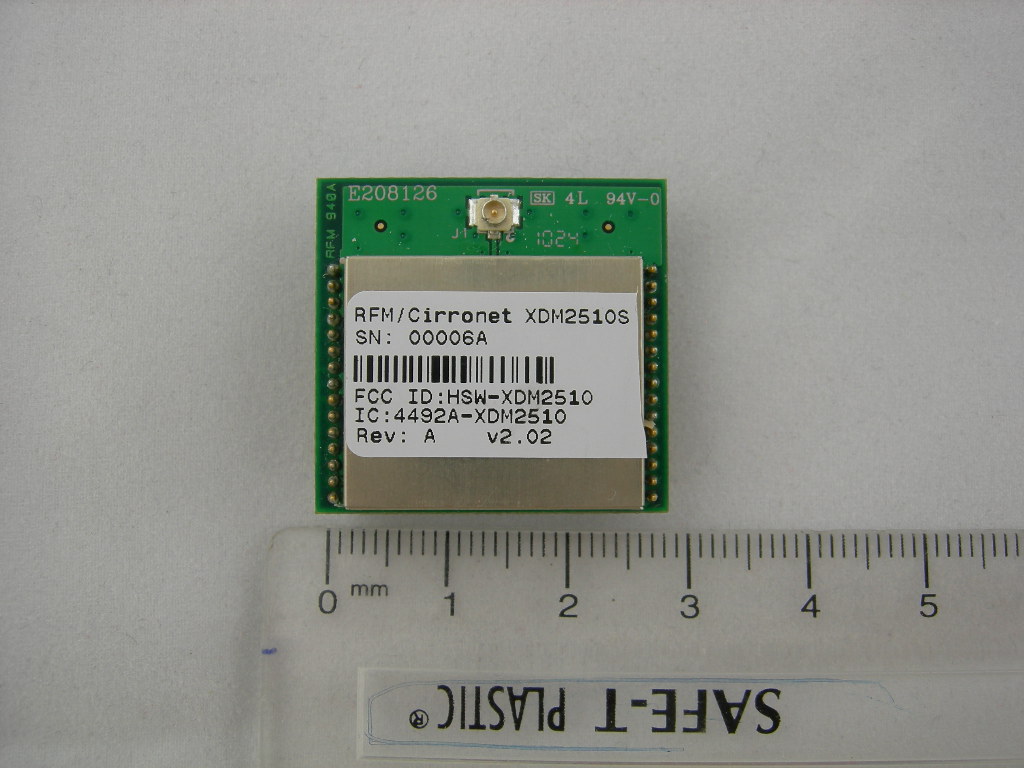 E208126
SK 4L 94V-0
RFM 940A
J1
1024
RFM/Cirronet XDM2510S
SN: 00006A
FCC ID:HSW-XDM2510
IC:4492A-XDM2510
Rev: A v2.02
0 mm 1 2 3 4 5
SAFE-T PLASTIC®